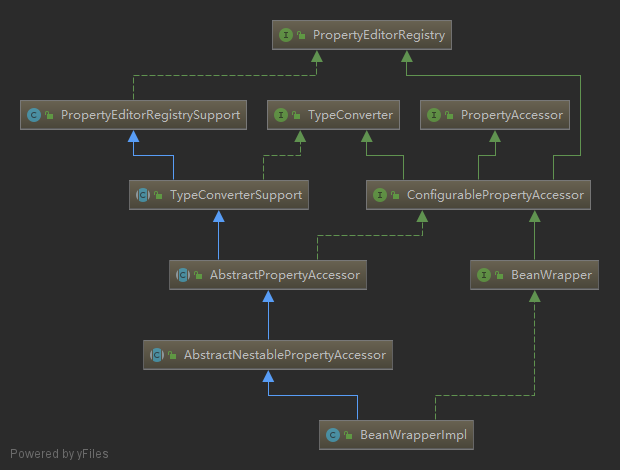 PropertyEditorRegistry
PropertyEditorRegistrySupport
TypeConverter
PropertyAccessor
TypeConverterSupport
ConfigurablePropertyAccessor
AbstractPropertyAccessor
BeanWrapper
AbstractNestablePropertyAccessor
BeanWrapperImpl
Powered by yFiles